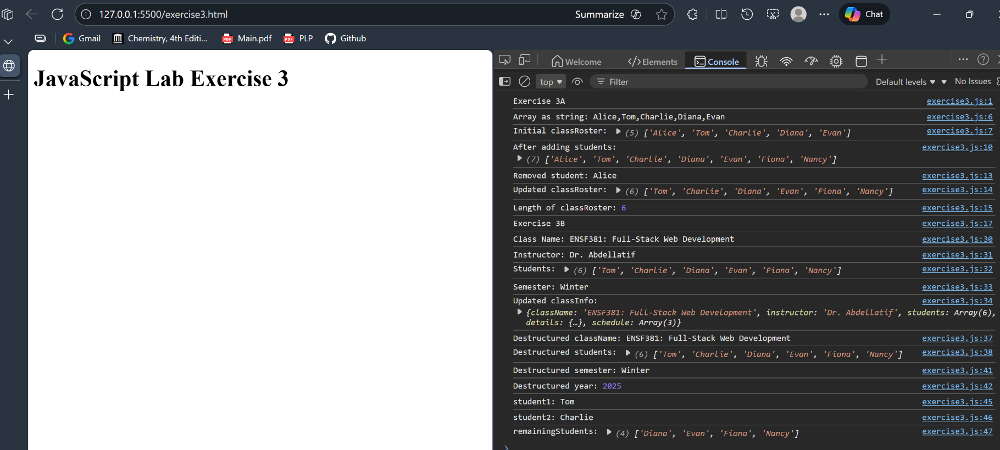 127.0.0.1:5500/exercise3.html
Summarize
Chat
Gmail
Chemistry, 4th Editi...
PDF
Main.pdf
PDF
PLP
Github
JavaScript Lab Exercise 3
Welcome
Elements
Console
top
Filter
Default levels
No Issues
Exercise 3A exercise3.js:1
Array as string: Alice,Tom,Charlie,Diana,Evan exercise3.js:6
Initial classRoster: (5) ['Alice', 'Tom', 'Charlie', 'Diana', 'Evan'] exercise3.js:7
After adding students: exercise3.js:10
(7) ['Alice', 'Tom', 'Charlie', 'Diana', 'Evan', 'Fiona', 'Nancy']
Removed student: Alice exercise3.js:13
Updated classRoster: (6) ['Tom', 'Charlie', 'Diana', 'Evan', 'Fiona', 'Nancy'] exercise3.js:14
Length of classRoster: 6 exercise3.js:15
Exercise 3B exercise3.js:17
Class Name: ENSF381: Full-Stack Web Development exercise3.js:30
Instructor: Dr. Abdellatif exercise3.js:31
Students: (6) ['Tom', 'Charlie', 'Diana', 'Evan', 'Fiona', 'Nancy'] exercise3.js:32
Semester: Winter exercise3.js:33
Updated classInfo: exercise3.js:34
{className: 'ENSF381: Full-Stack Web Development', instructor: 'Dr. Abdellatif', students: Array(6),
details: {…}, schedule: Array(3)}
Destructured className: ENSF381: Full-Stack Web Development exercise3.js:37
Destructured students: (6) ['Tom', 'Charlie', 'Diana', 'Evan', 'Fiona', 'Nancy'] exercise3.js:38
Destructured semester: Winter exercise3.js:41
Destructured year: 2025 exercise3.js:42
student1: Tom exercise3.js:45
student2: Charlie exercise3.js:46
remainingStudents: (4) ['Diana', 'Evan', 'Fiona', 'Nancy'] exercise3.js:47